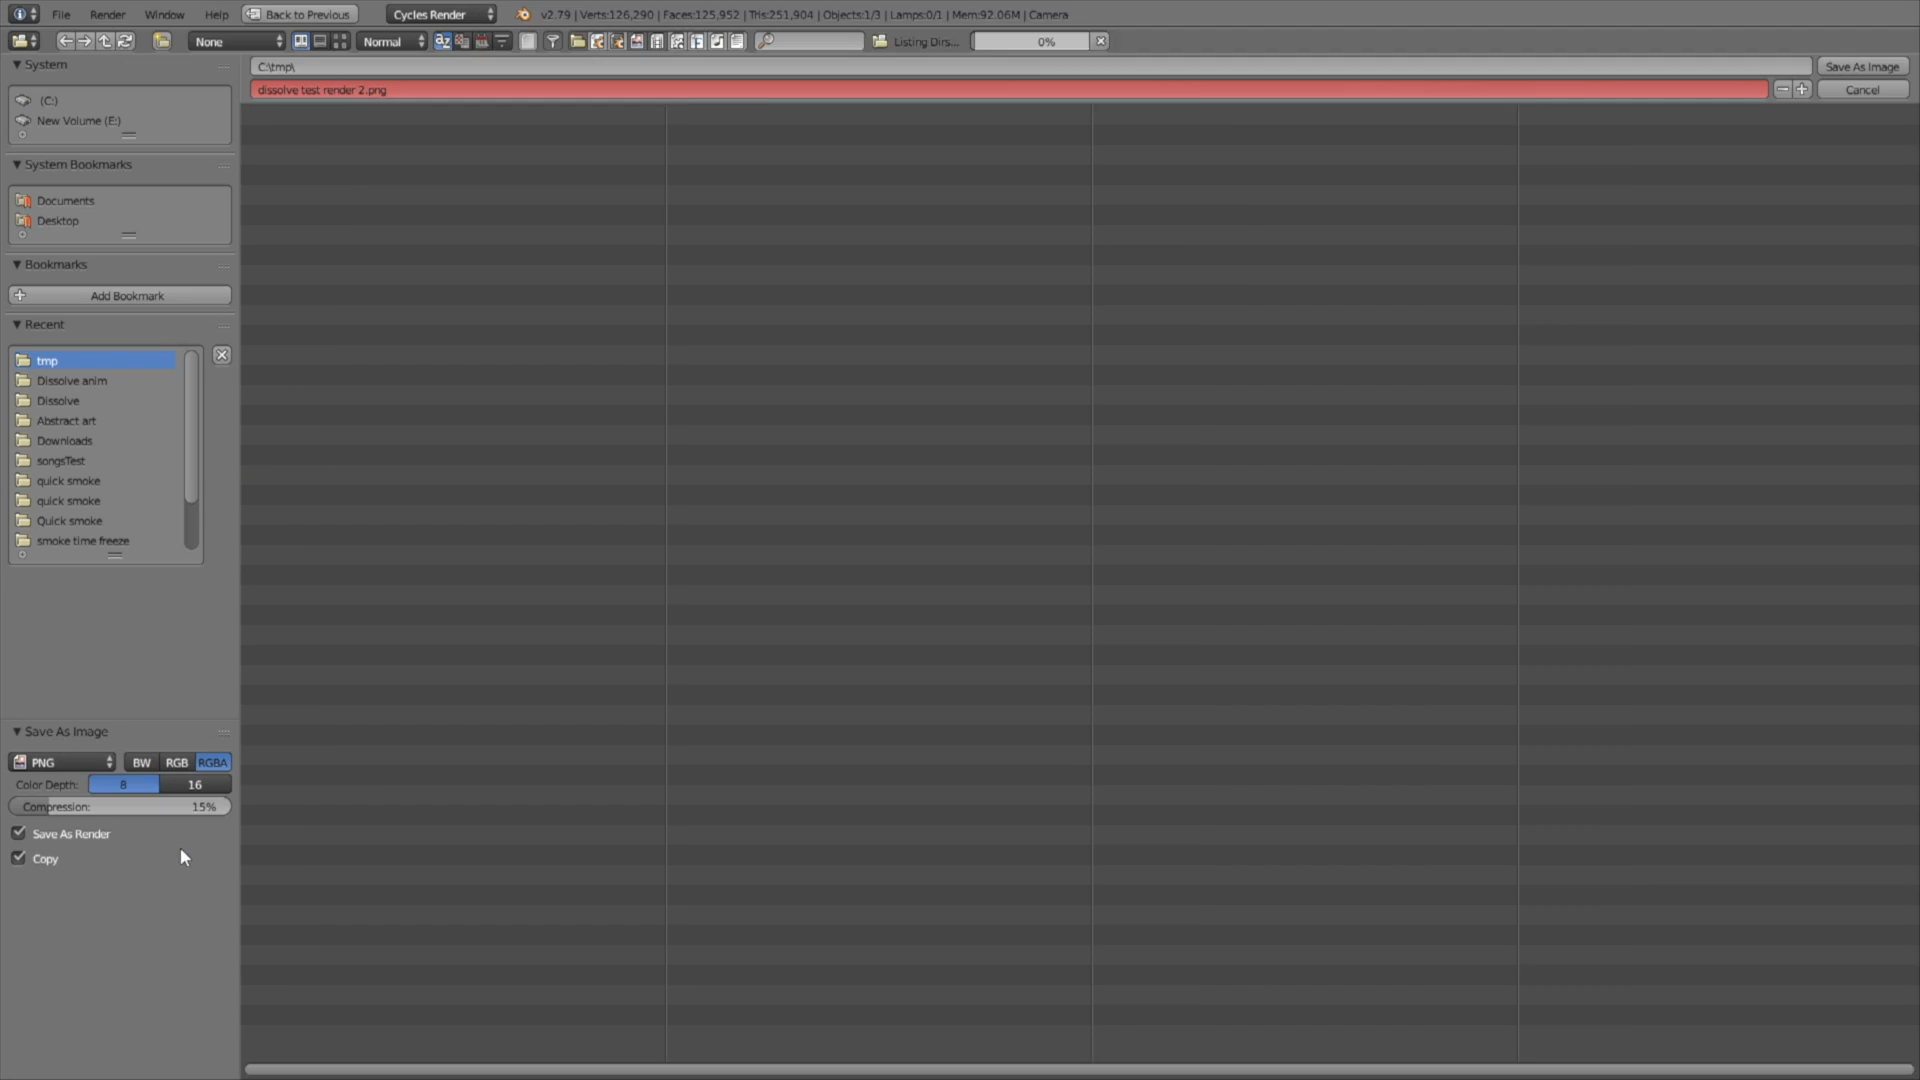 File Render Window Help Back to Previous Cycles Render v2.79 | Verts:126,290 | Faces:125,952 | Tris:251,904 | Objects:1/3 | Lamps:0/1 | Mem:92.06M | Camera
None Normal Listing Dirs... 0%
System
C:\tmp\ Save As Image
dissolve test render 2.png Cancel
(C:)
New Volume (E:)
System Bookmarks
Documents
Desktop
Bookmarks
Add Bookmark
Recent
tmp
Dissolve anim
Dissolve
Abstract art
Downloads
songsTest
quick smoke
quick smoke
Quick smoke
smoke time freeze
Save As Image
PNG BW RGB RGBA
Color Depth: 8 16
Compression: 15%
Save As Render
Copy